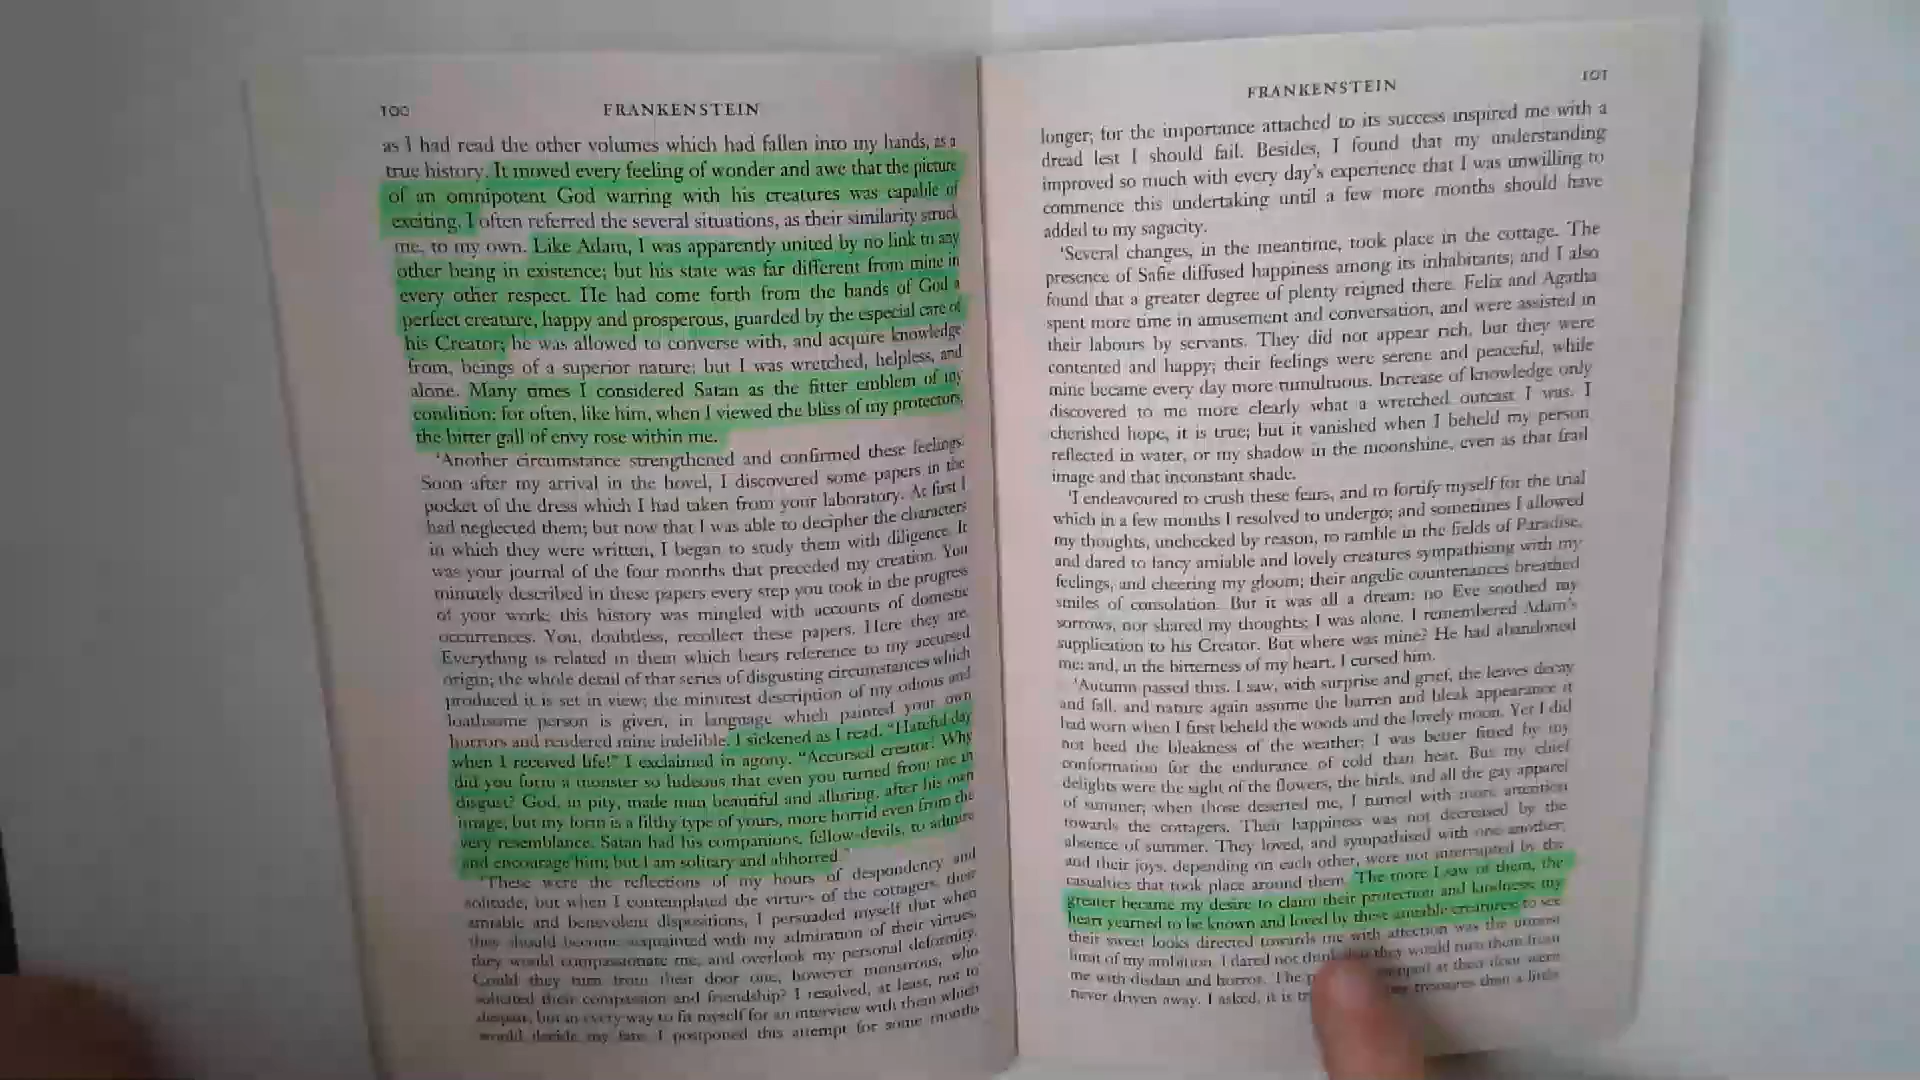 100
FRANKENSTEIN
as I had read the other volumes which had fallen into my hands, as a
true history. It moved every feeling of wonder and awe that the picture
of an omnipotent God warring with his creatures was capable of
exciting. I often referred the several situations, as their similarity struck
me, to my own. Like Adam, I was apparently united by no link to any
other being in existence; but his state was far different from mine in
every other respect. He had come forth from the hands of God a
perfect creature, happy and prosperous, guarded by the especial care of
his Creator; he was allowed to converse with, and acquire knowledge
from, beings of a superior nature: but I was wretched, helpless, and
alone. Many times I considered Satan as the fitter emblem of my
condition: for often, like him, when I viewed the bliss of my protectors,
the bitter gall of envy rose within me.
'Another circumstance strengthened and confirmed these feelings.
Soon after my arrival in the hovel, I discovered some papers in the
pocket of the dress which I had taken from your laboratory. At first I
had neglected them; but now that I was able to decipher the characters
in which they were written, I began to study them with diligence. It
was your journal of the four months that preceded my creation. You
minutely described in these papers every step you took in the progress
of your work; this history was mingled with accounts of domestic
occurrences. You, doubtless, recollect these papers. Here they are.
Everything is related in them which bears reference to my accursed
origin; the whole detail of that series of disgusting circumstances which
produced it is set in view; the minutest description of my odious and
loathsome person is given, in language which painted your own
horrors and rendered mine indelible. I sickened as I read. "Hateful day
when I received life!" I exclaimed in agony. "Accursed creator! Why
did you form a monster so hideous that even you turned from me in
disgust? God, in pity, made man beautiful and alluring, after his own
image, but my form is a filthy type of yours, more horrid even from the
very resemblance. Satan had his companions, fellow-devils, to admire
and encourage him; but I am solitary and abhorred."
'These were the reflections of my hours of despondency and
solitude, but when I contemplated the virtues of the cottagers, their
amiable and benevolent dispositions, I persuaded myself that when
they should become acquainted with my admiration of their virtues,
they would compassionate me, and overlook my personal deformity.
Could they turn from their door one, however monstrous, who
solicited their compassion and friendship? I resolved, at least, not to
despair, but in every way to fit myself for an interview with them which
would decide my fate. I postponed this attempt for some months
FRANKENSTEIN
101
longer; for the importance attached to its success inspired me with a
dread lest I should fail. Besides, I found that my understanding
improved so much with every day's experience that I was unwilling to
commence this undertaking until a few more months should have
added to my sagacity.
'Several changes, in the meantime, took place in the cottage. The
presence of Safie diffused happiness among its inhabitants; and I also
found that a greater degree of plenty reigned there. Felix and Agatha
spent more time in amusement and conversation, and were assisted in
their labours by servants. They did not appear rich, but they were
contented and happy; their feelings were serene and peaceful, while
mine became every day more tumultuous. Increase of knowledge only
discovered to me more clearly what a wretched outcast I was. I
cherished hope, it is true; but it vanished when I beheld my person
reflected in water, or my shadow in the moonshine, even as that frail
image and that inconstant shade.
'I endeavoured to crush these fears, and to fortify myself for the trial
which in a few months I resolved to undergo; and sometimes I allowed
my thoughts, unchecked by reason, to ramble in the fields of Paradise,
and dared to fancy amiable and lovely creatures sympathising with my
feelings, and cheering my gloom; their angelic countenances breathed
smiles of consolation. But it was all a dream; no Eve soothed my
sorrows, nor shared my thoughts; I was alone. I remembered Adam's
supplication to his Creator. But where was mine? He had abandoned
me; and, in the bitterness of my heart, I cursed him.
'Autumn passed thus. I saw, with surprise and grief, the leaves decay
and fall, and nature again assume the barren and bleak appearance it
had worn when I first beheld the woods and the lovely moon. Yet I did
not heed the bleakness of the weather; I was better fitted by my
conformation for the endurance of cold than heat. But my chief
delights were the sight of the flowers, the birds, and all the gay apparel
of summer; when those deserted me, I turned with more attention
towards the cottagers. Their happiness was not decreased by the
absence of summer. They loved, and sympathised with one another;
and their joys, depending on each other, were not interrupted by the
casualties that took place around them. The more I saw of them, the
greater became my desire to claim their protection and kindness; my
heart yearned to be known and loved by these amiable creatures; to see
their sweet looks directed towards me with affection was the utmost
limit of my ambition. I dared not think that they would turn them from
me with disdain and horror. The at their door were
never driven away. I asked, it is treasures than a little